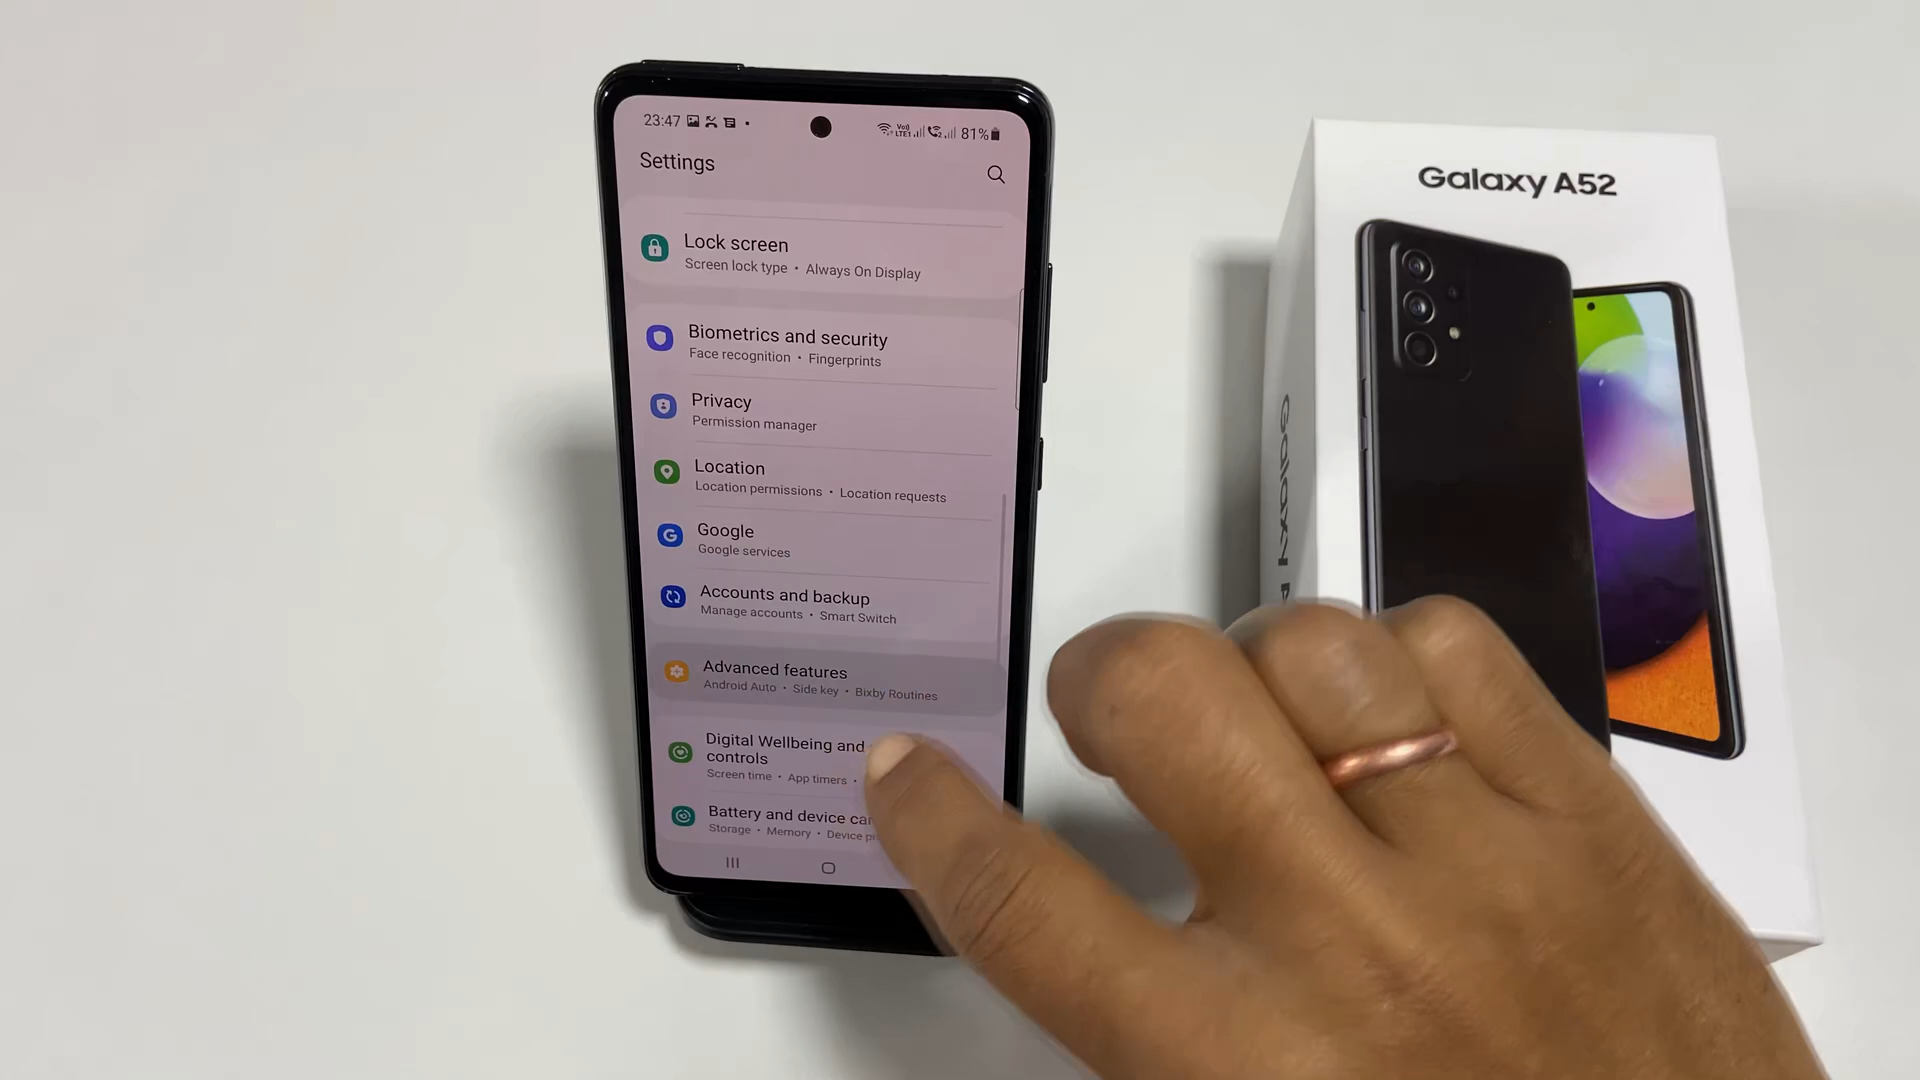 23:47
81%
Settings
Lock screen
Screen lock type • Always On Display
Biometrics and security
Face recognition • Fingerprints
Privacy
Permission manager
Location
Location permissions • Location requests
Google
Google services
Accounts and backup
Manage accounts • Smart Switch
Advanced features
Android Auto • Side key • Bixby Routines
Digital Wellbeing and
controls
Screen time • App timers •
Battery and device
Storage • Memory • Device
Galaxy A52
Galaxy